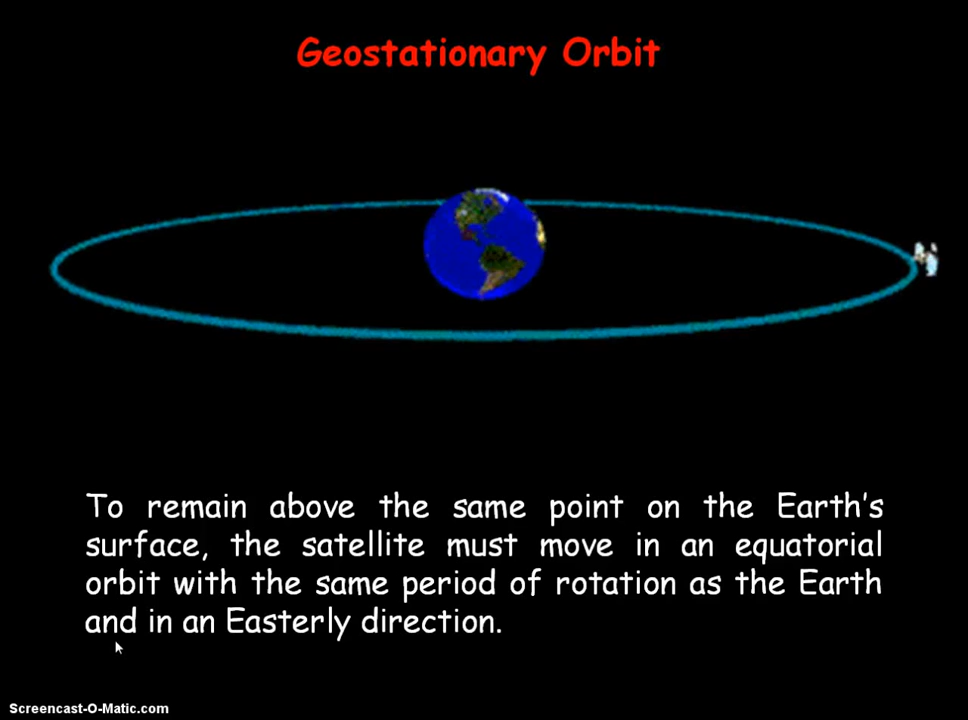 Geostationary Orbit
To remain above the same point on the Earth's
surface, the satellite must move in an equatorial
orbit with the same period of rotation as the Earth
and in an Easterly direction.
Screencast-O-Matic.com